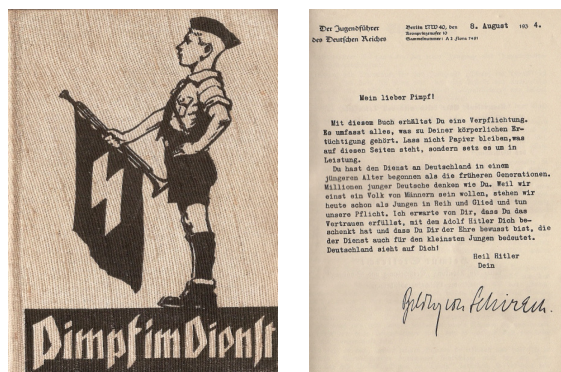 Pimpf im Dienst
Der Jugendführer
des Deutschen Reiches
Berlin NW 40, den 8. August 1934.
Kronprinzenufer 10
Sammelnummer: A 2 Flora 7481
Mein lieber Pimpf!
Mit diesem Buch erhältst Du eine Verpflichtung.
Es umfasst alles, was zu Deiner körperlichen Er-
tüchtigung gehört. Lass nicht Papier bleiben,was
auf diesen Seiten steht, sondern setz es um in
Leistung.
Du hast den Dienst an Deutschland in einem
jüngeren Alter begonnen als die früheren Generationen.
Millionen junger Deutsche denken wie Du. Weil wir
einst ein Volk von Männern sein wollen, stehen wir
heute schon als Jungen in Reih und Glied und tun
unsere Pflicht. Ich erwarte von Dir, dass Du das
Vertrauen erfüllst, mit dem Adolf Hitler Dich be-
schenkt hat und dass Du Dir der Ehre bewusst bist, die
der Dienst auch für den kleinsten Jungen bedeutet.
Deutschland sieht auf Dich!
Heil Hitler
Dein
Baldur von Schirach.